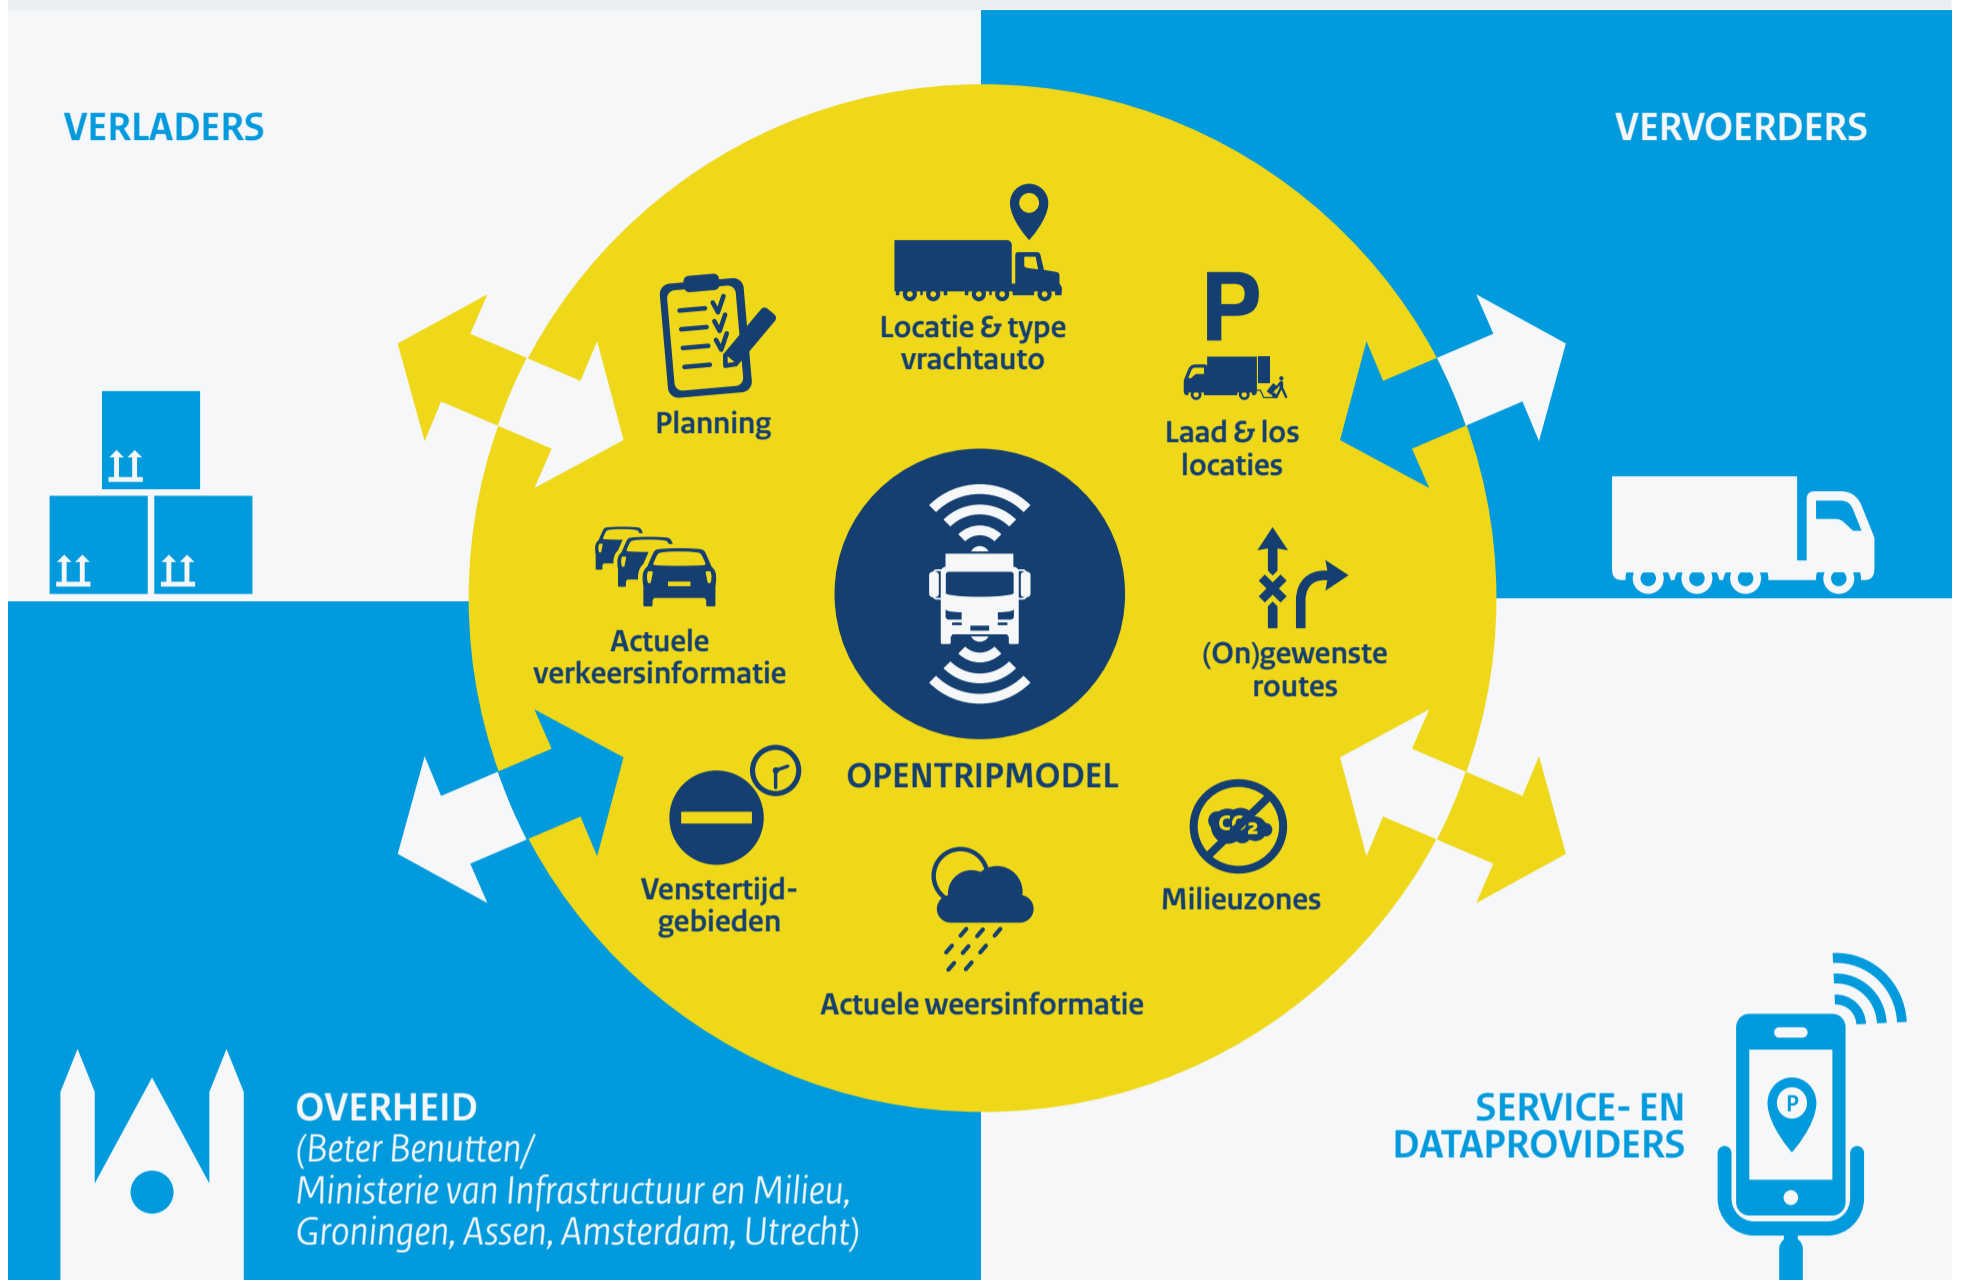 VERLADERS
VERVOERDERS
Locatie & type
vrachtauto
P
Planning
Laad & los
locaties
Actuele
verkeersinformatie
(On)gewenste
routes
OPENTRIPMODEL
CO2
Venstertijd-
gebieden
Milieuzones
Actuele weersinformatie
OVERHEID
(Beter Benutten/
Ministerie van Infrastructuur en Milieu,
Groningen, Assen, Amsterdam, Utrecht)
SERVICE- EN
DATAPROVIDERS
P